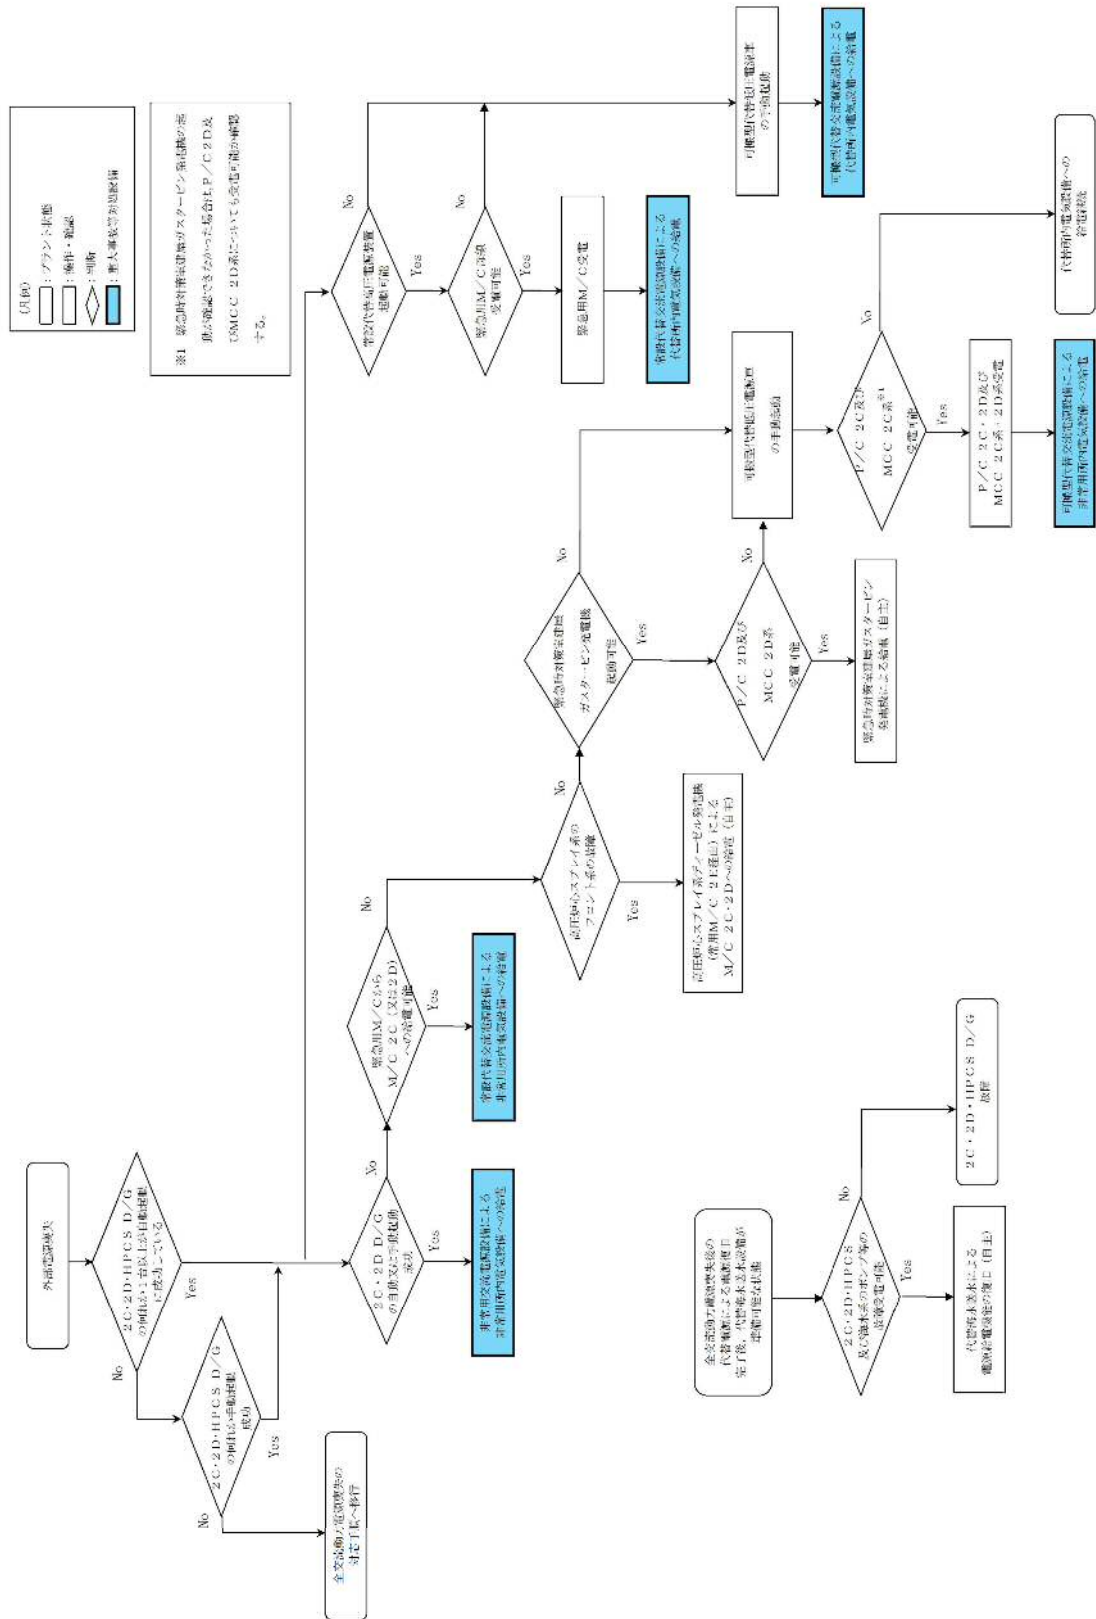 外部電源喪失
2C・2D・HPCS D/G
の何れか1台以上が自動起動
に成功している
No
Yes
2C・2D・HPCS D/G
の何れか手動起動
成功
No
Yes
全交流動力電源喪失の
対応手順へ移行
2C・2D D/G
の自動又は手動起動
成功
No
Yes
非常用交流電源設備による
非常用所内電気設備への給電
緊急用M/Cから
M/C 2C(又は2D)
への給電可能
No
Yes
常設代替交流電源設備による
非常用所内電気設備への給電
高圧炉心スプレイ系の
フロント系の故障
No
Yes
高圧炉心スプレイ系ディーゼル発電機
(常用M/C 2E経由)による
M/C 2C・2Dへの給電(自主)
緊急時対策室建屋
ガスタービン発電機
起動可能
No
Yes
P/C 2D及び
MCC 2D系
受電可能
No
Yes
緊急時対策室建屋ガスタービン
発電機による給電(自主)
可搬型代替低圧電源車
の手動起動
P/C 2C及び
MCC 2C系※1
受電可能
No
Yes
P/C 2C・2D及び
MCC 2C系・2D系受電
可搬型代替交流電源設備による
非常用所内電気設備への給電
代替所内電気設備への
給電継続
常設代替高圧電源装置
起動可能
No
Yes
緊急用M/C母線
受電可能
No
Yes
緊急用M/C受電
常設代替交流電源設備による
代替所内電気設備への給電
可搬型代替低圧電源車
の手動起動
可搬型代替交流電源設備による
代替所内電気設備への給電
(凡例)
:プラント状態
:操作・確認
:判断
:重大事故等対処設備
※1 緊急時対策室建屋ガスタービン発電機の起
動が確認できなかった場合は、P/C 2D及
びMCC 2D系についても受電可能か確認
する。
全交流動力電源喪失後の
代替電源による電源復旧
完了後、代替海水送水設備が
準備可能な状態
2C・2D・HPCS
及び海水系のポンプ等の
故障受電可能
No
Yes
代替海水送水による
電源給電機能の復旧(自主)
2C・2D・HPCS D/G
故障